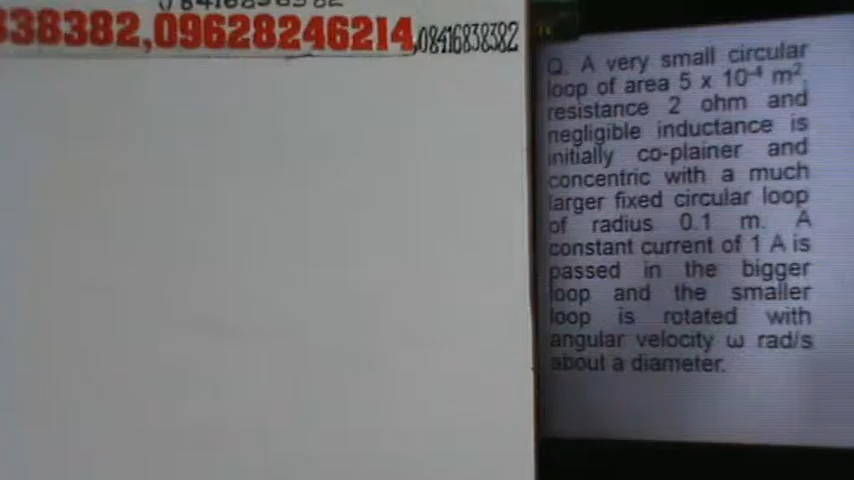 38382,09628246214,08416838382
Q. A very small circular
loop of area 5 x 10⁻⁴ m²,
resistance 2 ohm and
negligible inductance is
initially co-plainer and
concentric with a much
larger fixed circular loop
of radius 0.1 m. A
constant current of 1 A is
passed in the bigger
loop and the smaller
loop is rotated with
angular velocity ω rad/s
about a diameter.